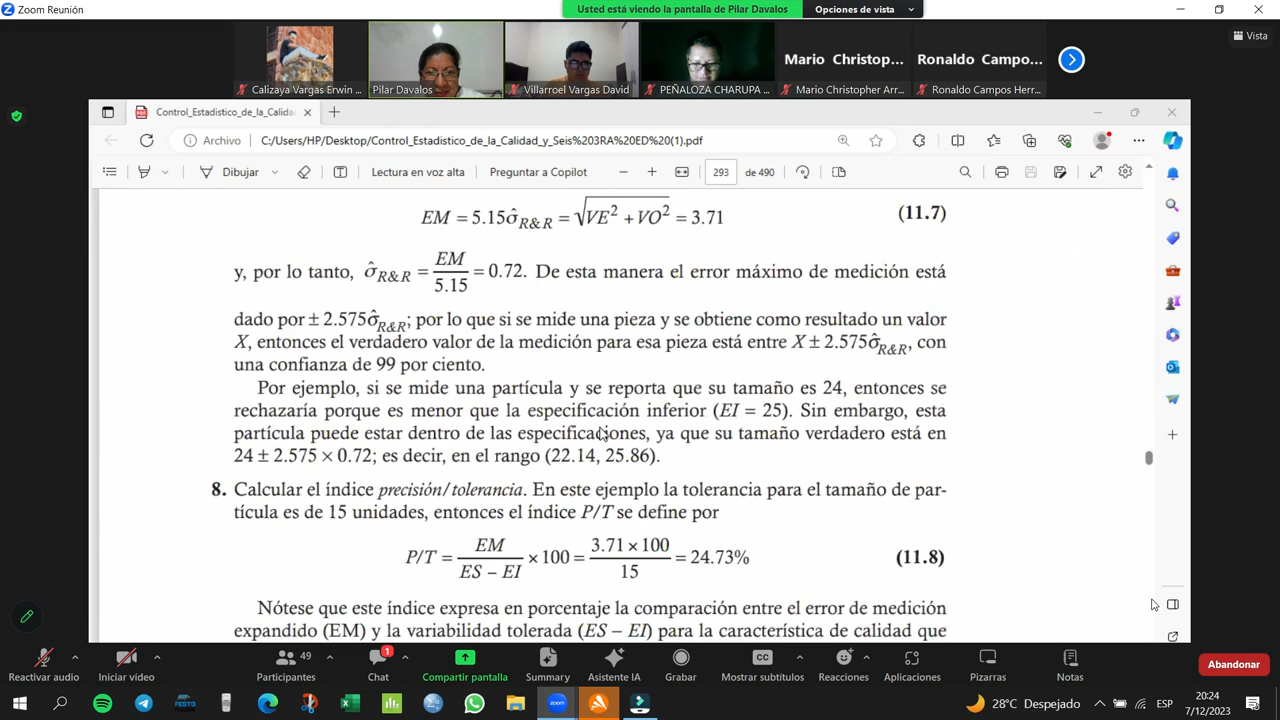 Zoom Reunión
Usted está viendo la pantalla de Pilar Davalos
Opciones de vista
Vista
Mario Christop...
Ronaldo Campo...
Calizaya Vargas Erwin ...
Pilar Davalos
Villarroel Vargas David
PEÑALOZA CHARUPA ...
Mario Christopher Arr...
Ronaldo Campos Herr...
Control_Estadistico_de_la_Calida
Archivo
C:/Users/HP/Desktop/Control_Estadistico_de_la_Calidad_y_Seis%203RA%20ED%20(1).pdf
Dibujar
Lectura en voz alta
Preguntar a Copilot
293
de 490
EM = 5.15σ̂R&R = √VE² + VO² = 3.71 (11.7)
y, por lo tanto, σ̂R&R = EM/5.15 = 0.72. De esta manera el error máximo de medición está
dado por ± 2.575σ̂R&R; por lo que si se mide una pieza y se obtiene como resultado un valor
X, entonces el verdadero valor de la medición para esa pieza está entre X ± 2.575σ̂R&R, con
una confianza de 99 por ciento.
Por ejemplo, si se mide una partícula y se reporta que su tamaño es 24, entonces se
rechazaría porque es menor que la especificación inferior (EI = 25). Sin embargo, esta
partícula puede estar dentro de las especificaciones, ya que su tamaño verdadero está en
24 ± 2.575 × 0.72; es decir, en el rango (22.14, 25.86).
8. Calcular el índice precisión/tolerancia. En este ejemplo la tolerancia para el tamaño de par-
tícula es de 15 unidades, entonces el índice P/T se define por
P/T = EM/ES − EI × 100 = 3.71 × 100/15 = 24.73% (11.8)
Nótese que este índice expresa en porcentaje la comparación entre el error de medición
expandido (EM) y la variabilidad tolerada (ES − EI) para la característica de calidad que
49
1
Reactivar audio
Iniciar video
Participantes
Chat
Compartir pantalla
Summary
Asistente IA
Grabar
Mostrar subtítulos
Reacciones
Aplicaciones
Pizarras
Notas
Abandonar
FESTO
zoom
28°C Despejado
ESP
20:24
7/12/2023